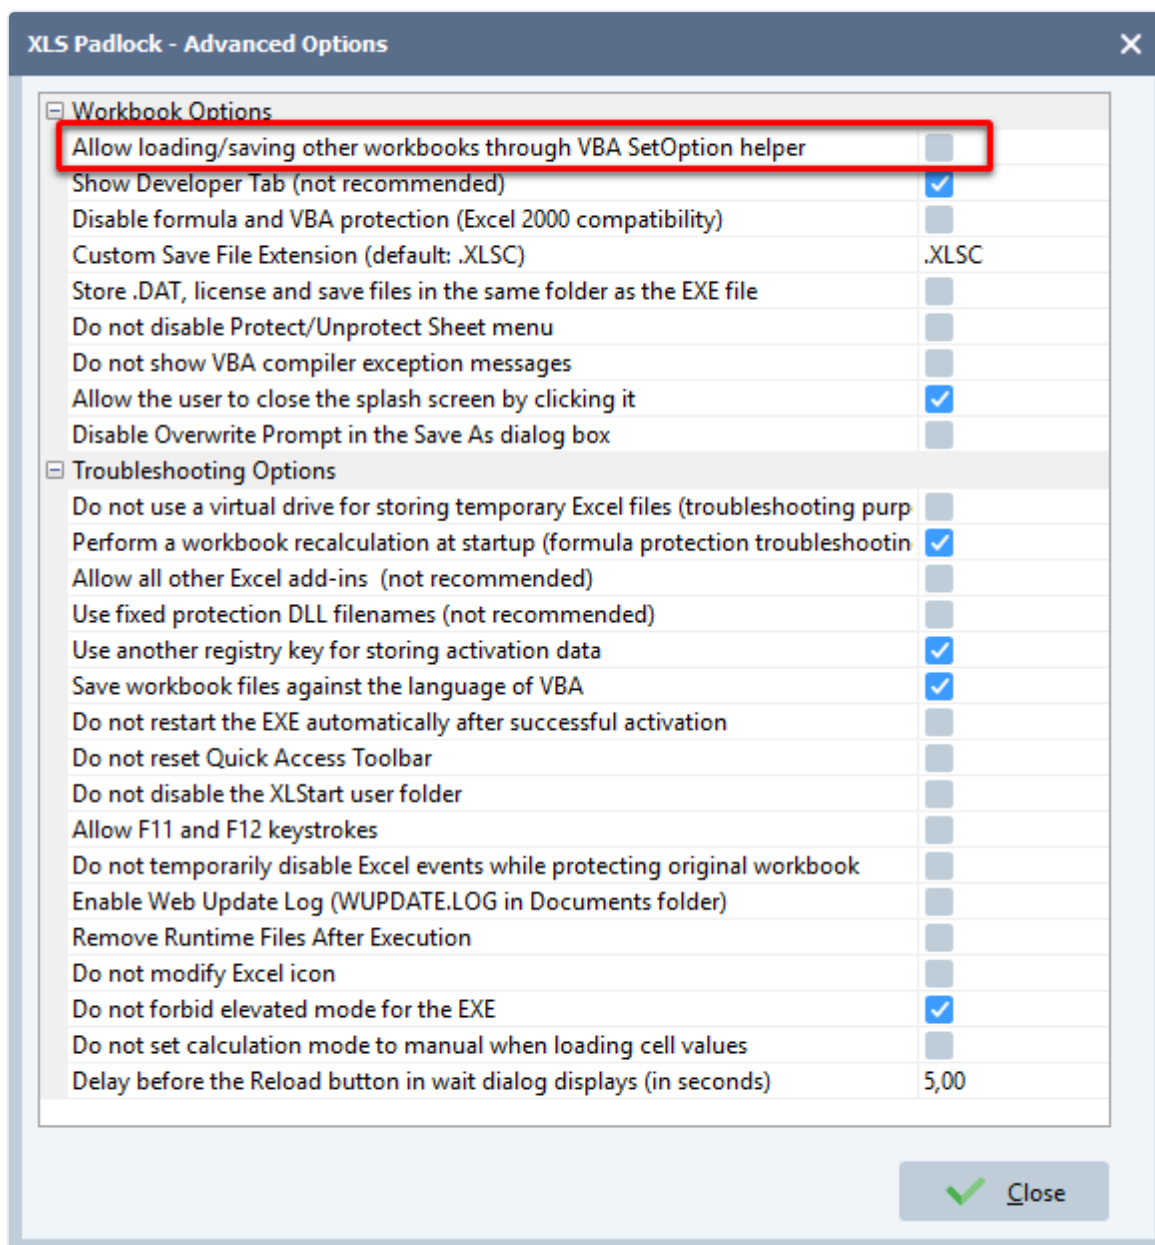 XLS Padlock - Advanced Options
Workbook Options
Allow loading/saving other workbooks through VBA SetOption helper
Show Developer Tab (not recommended)
Disable formula and VBA protection (Excel 2000 compatibility)
Custom Save File Extension (default: .XLSC) .XLSC
Store .DAT, license and save files in the same folder as the EXE file
Do not disable Protect/Unprotect Sheet menu
Do not show VBA compiler exception messages
Allow the user to close the splash screen by clicking it
Disable Overwrite Prompt in the Save As dialog box
Troubleshooting Options
Do not use a virtual drive for storing temporary Excel files (troubleshooting purp
Perform a workbook recalculation at startup (formula protection troubleshootin
Allow all other Excel add-ins (not recommended)
Use fixed protection DLL filenames (not recommended)
Use another registry key for storing activation data
Save workbook files against the language of VBA
Do not restart the EXE automatically after successful activation
Do not reset Quick Access Toolbar
Do not disable the XLStart user folder
Allow F11 and F12 keystrokes
Do not temporarily disable Excel events while protecting original workbook
Enable Web Update Log (WUPDATE.LOG in Documents folder)
Remove Runtime Files After Execution
Do not modify Excel icon
Do not forbid elevated mode for the EXE
Do not set calculation mode to manual when loading cell values
Delay before the Reload button in wait dialog displays (in seconds) 5,00
Close